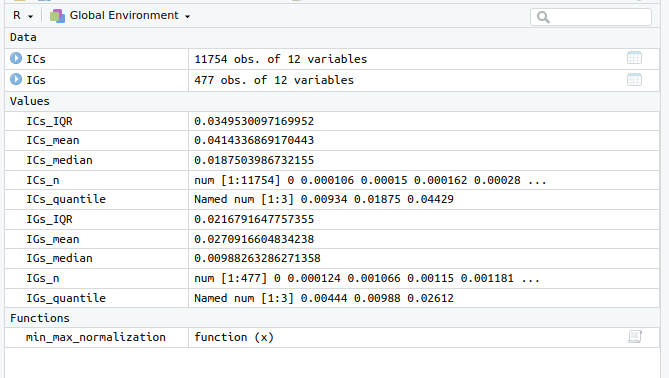 R Global Environment
Data
ICs 11754 obs. of 12 variables
IGs 477 obs. of 12 variables
Values
ICs_IQR 0.0349530097169952
ICs_mean 0.0414336869170443
ICs_median 0.0187503986732155
ICs_n num [1:11754] 0 0.000106 0.00015 0.000162 0.00028 ...
ICs_quantile Named num [1:3] 0.00934 0.01875 0.04429
IGs_IQR 0.0216791647757355
IGs_mean 0.0270916604834238
IGs_median 0.00988263286271358
IGs_n num [1:477] 0 0.000124 0.001066 0.00115 0.001181 ...
IGs_quantile Named num [1:3] 0.00444 0.00988 0.02612
Functions
min_max_normalization function (x)